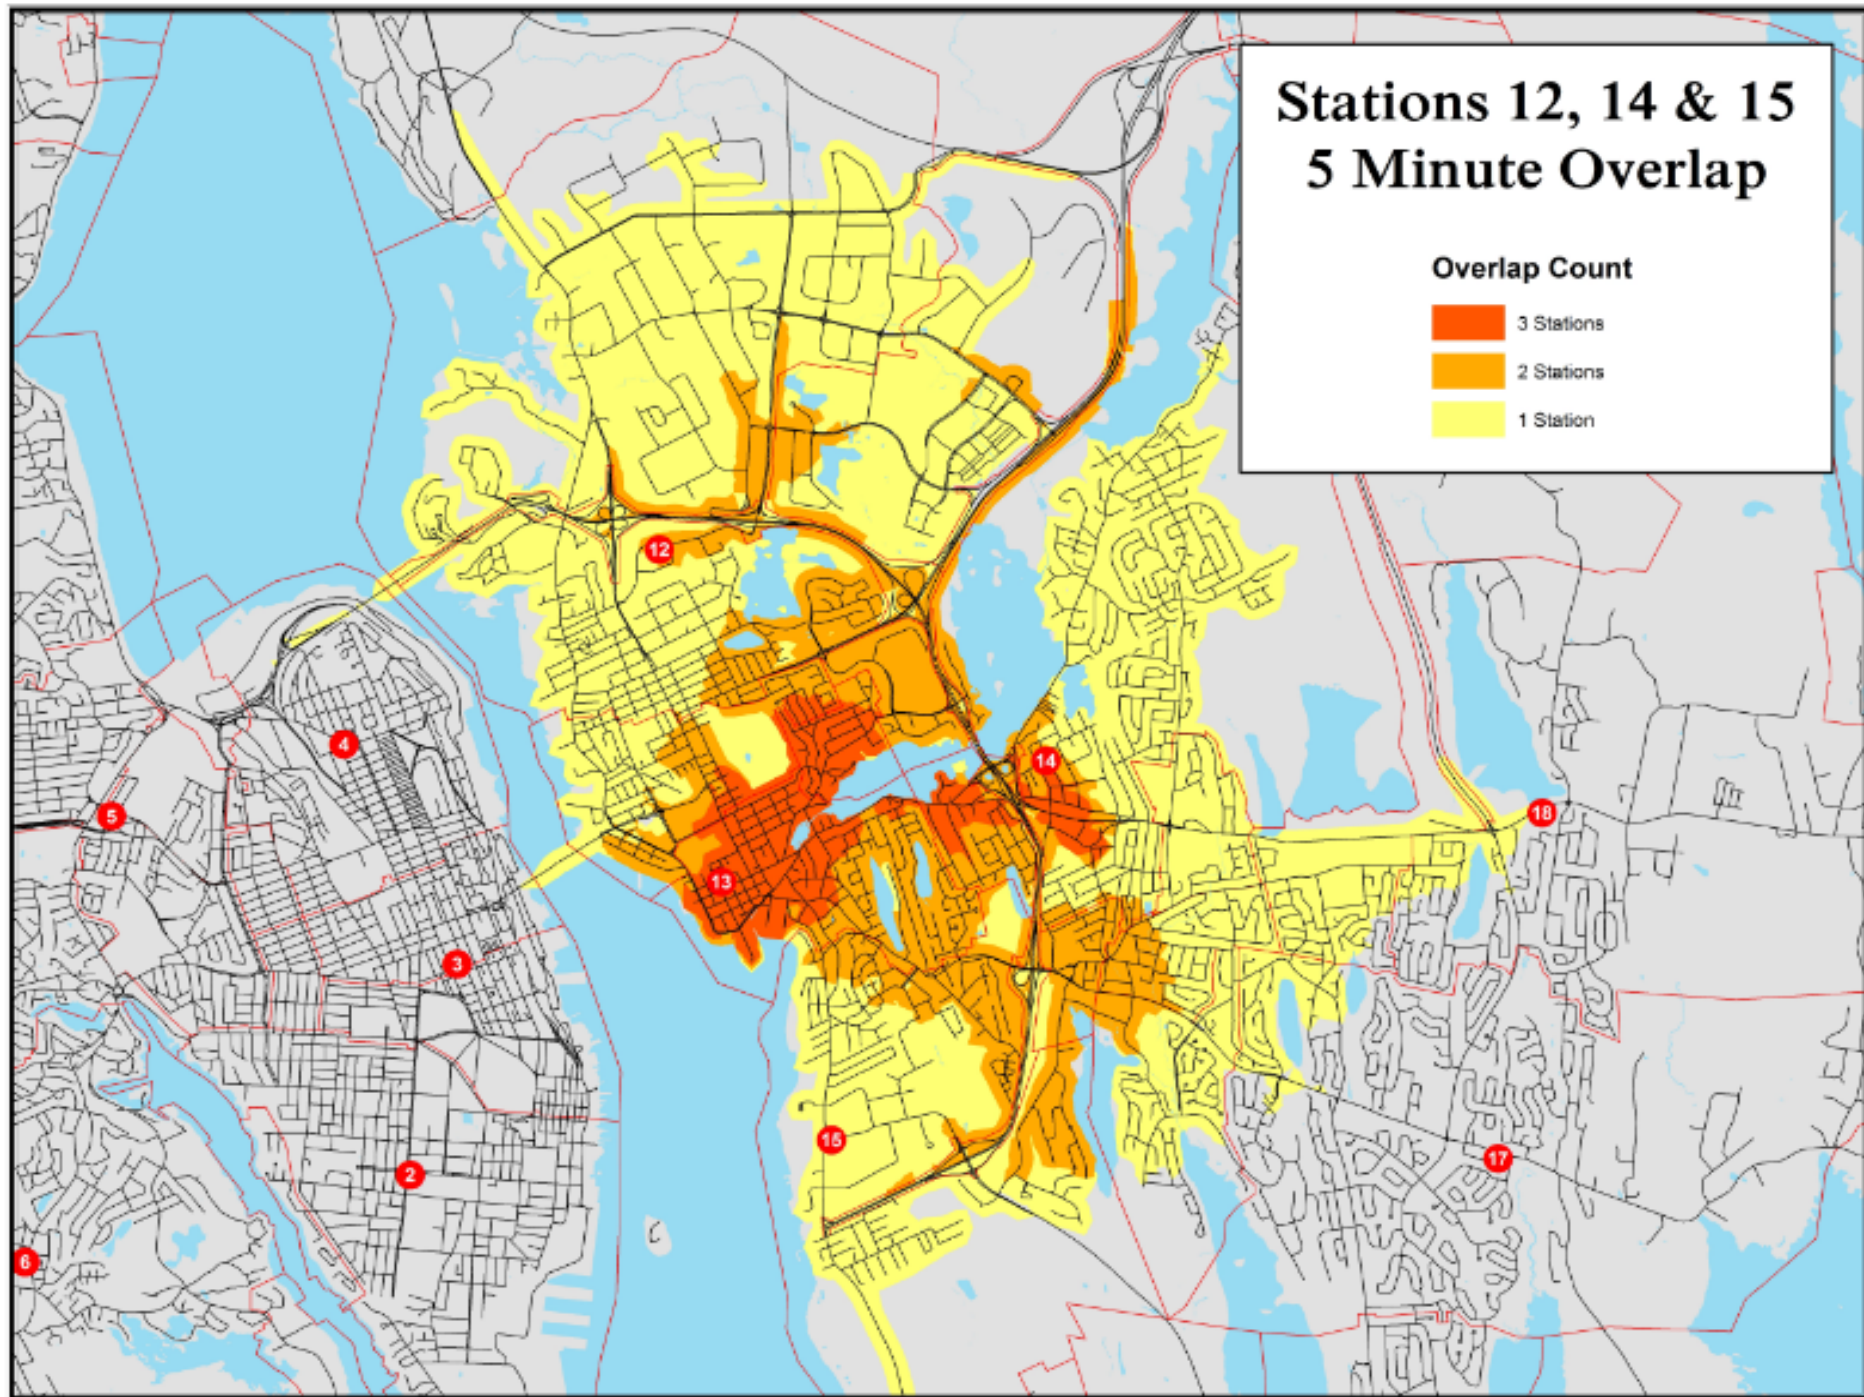 Stations 12, 14 & 15
5 Minute Overlap
Overlap Count
3 Stations
2 Stations
1 Station
12
4
14
5
18
13
3
15
17
2
6